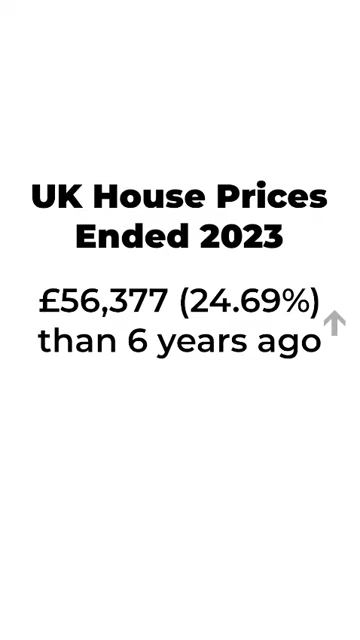 UK House Prices
Ended 2023
£56,377 (24.69%)
than 6 years ago